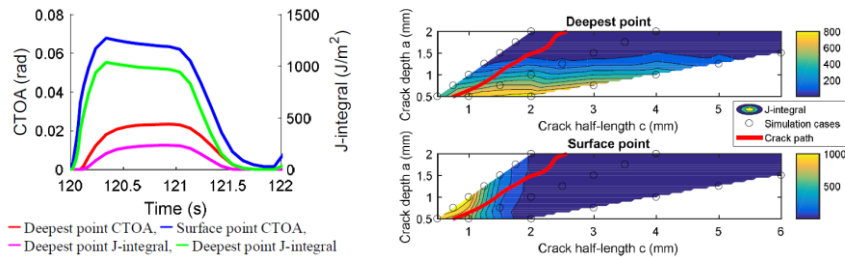 CTOA (rad)
0.08
0.06
0.04
0.02
0
1500
1000
450
0
J-integral (J/m²)
120 120.5 121 121.5 122
Time (s)
Deepest point CTOA, Surface point CTOA,
Deepest point J-integral, Deepest point J-integral
Deepest point
Crack depth a (mm)
2
1.5
1
0.5
1 2 3 4 5 6
Crack half-length c (mm)
800
600
400
200
J-integral
Simulation cases
Crack path
Surface point
Crack depth a (mm)
2
1.5
1
0.5
1 2 3 4 5 6
Crack half-length c (mm)
1000
500